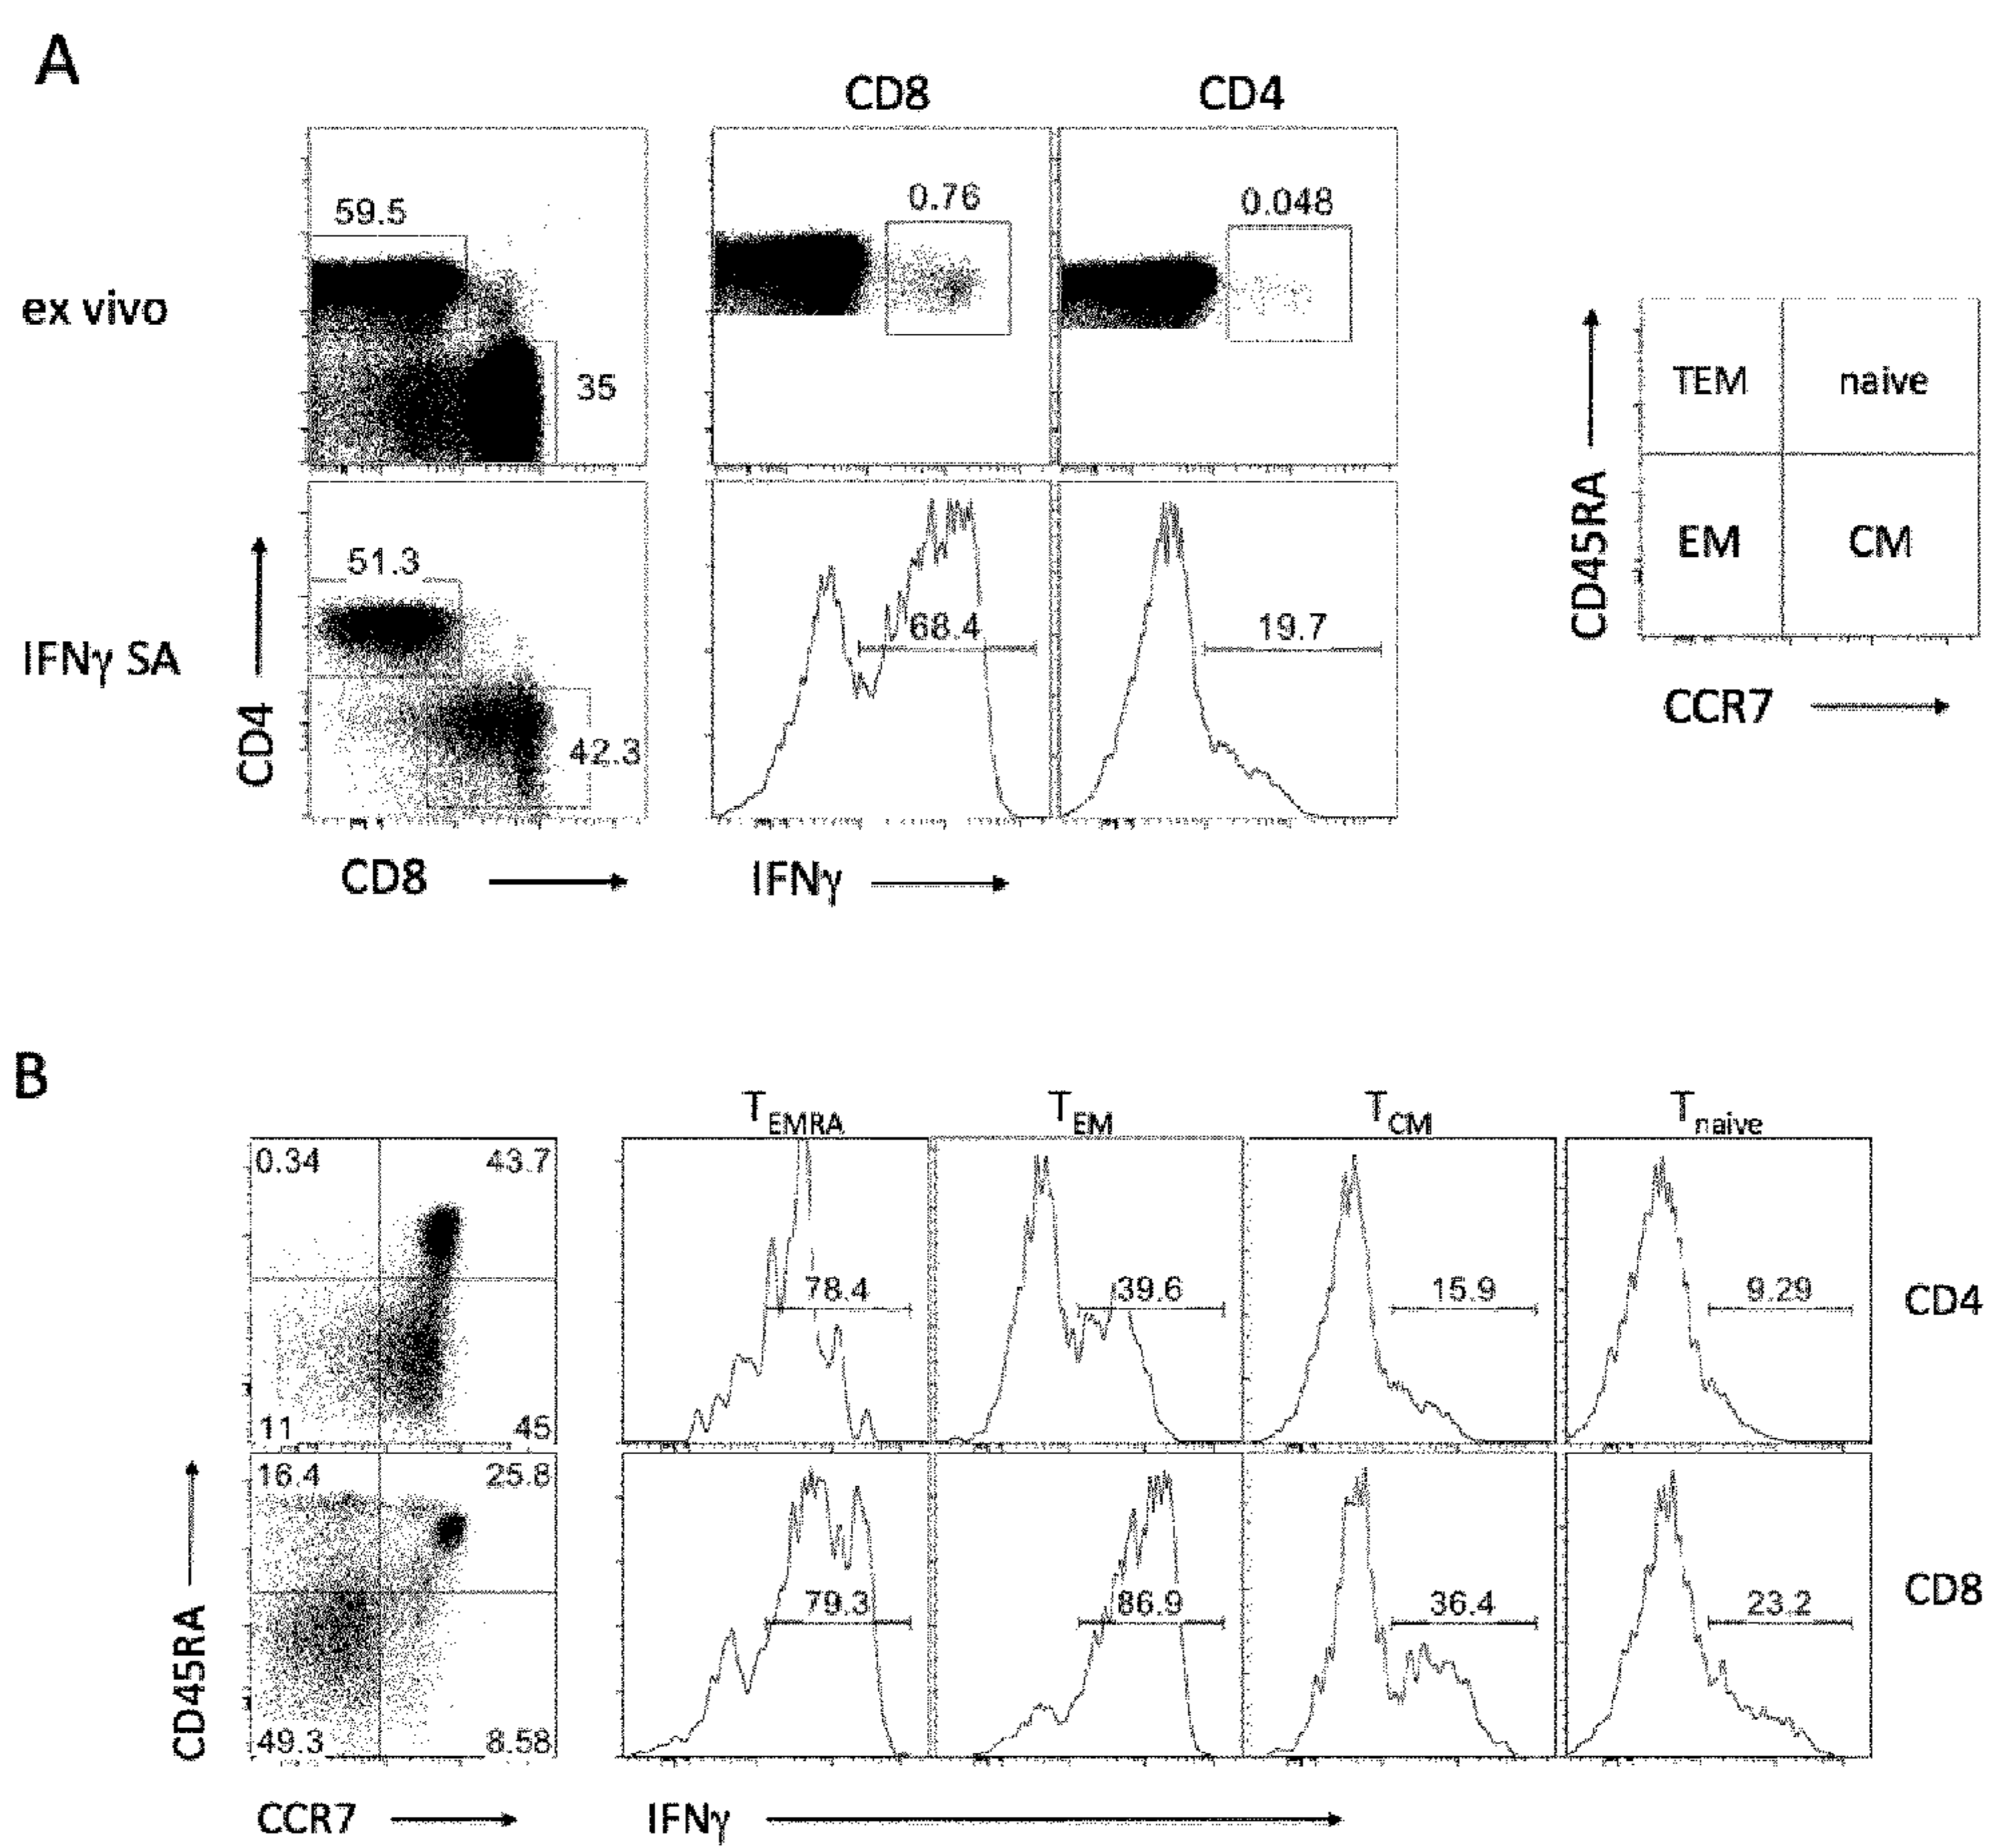 A
CD8 CD4
59.5 0.76 0.048
ex vivo 35
TEM naive
EM CM
CD45RA
CCR7
51.3
IFNγ SA 68.4 19.7
42.3
CD4
CD8 IFNγ
B
TEMRA TEM TCM Tnaive
0.34 43.7
78.4 39.6 15.9 9.29 CD4
11 45
16.4 25.8
79.3 86.9 36.4 23.2 CD8
49.3 8.58
CD45RA
CCR7 IFNγ